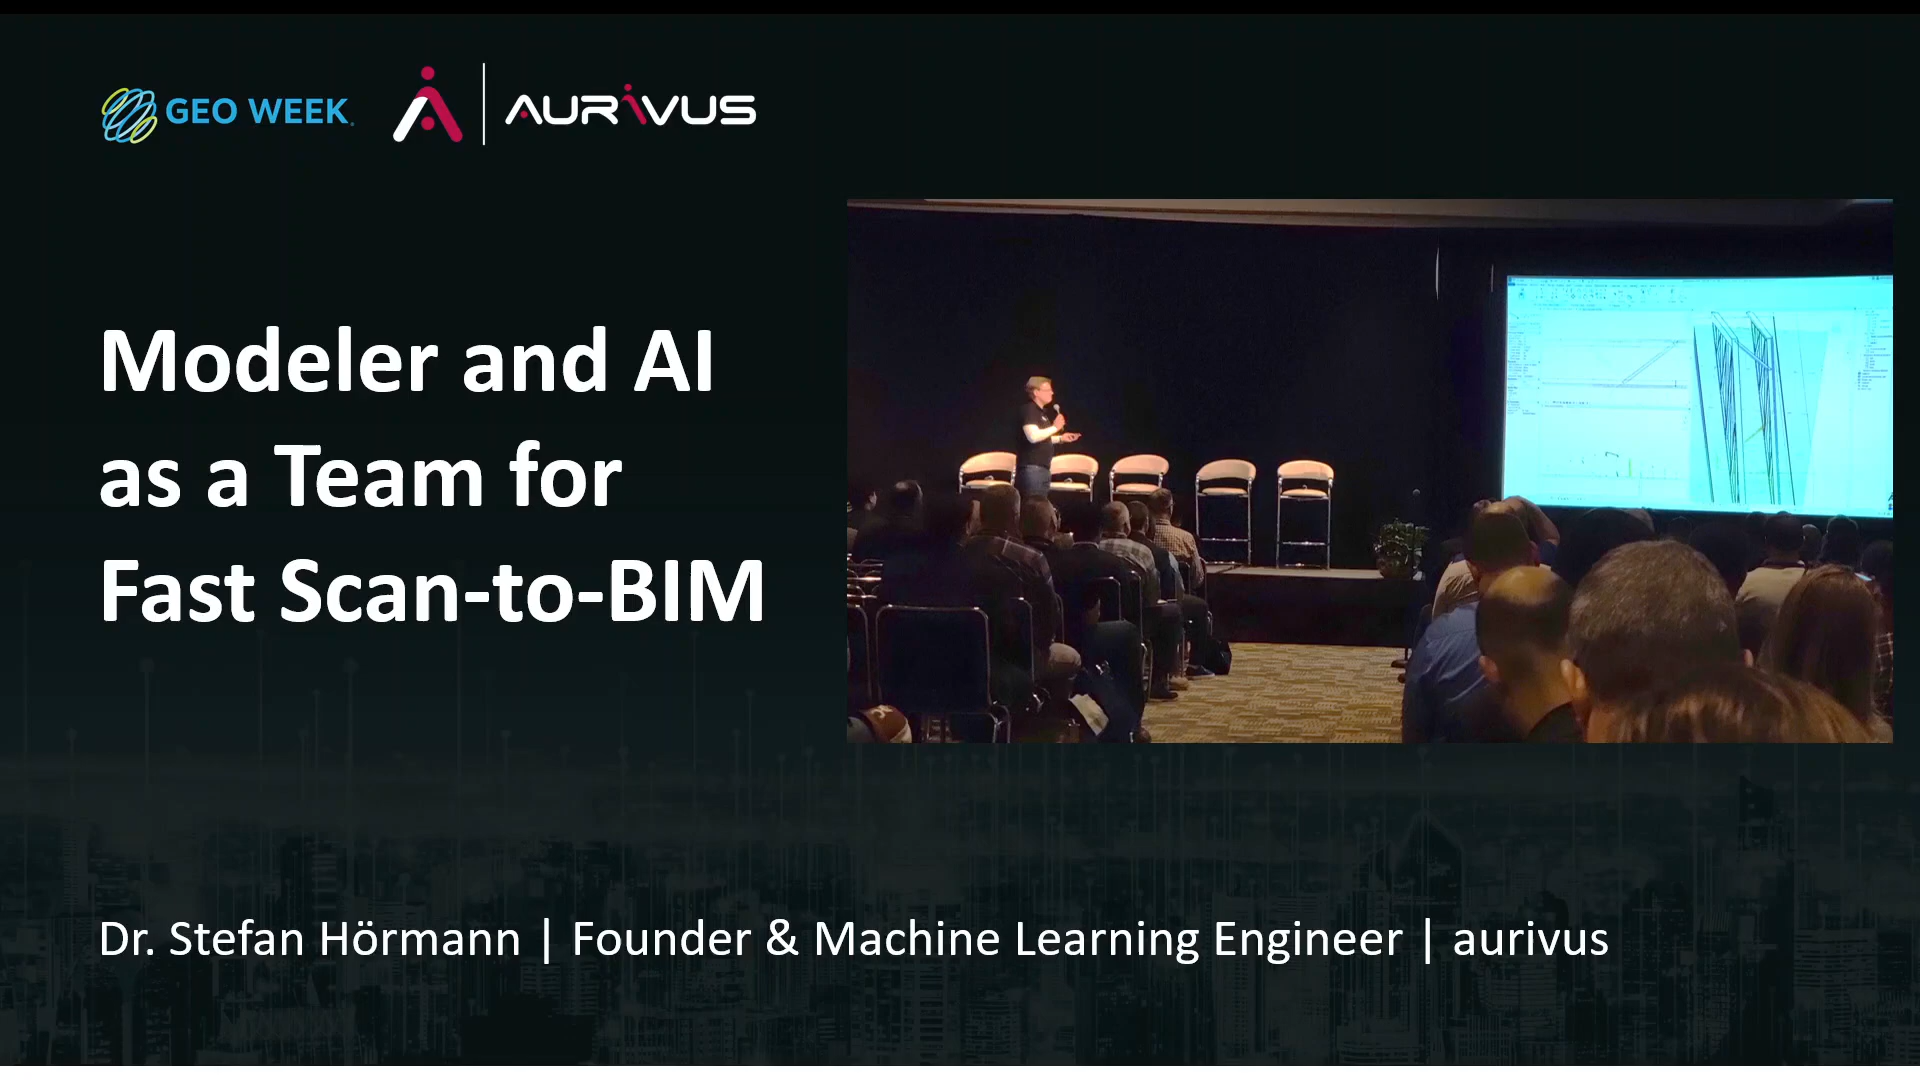 GEO WEEK
AURIVUS
Modeler and AI
as a Team for
Fast Scan-to-BIM
Dr. Stefan Hörmann | Founder & Machine Learning Engineer | aurivus